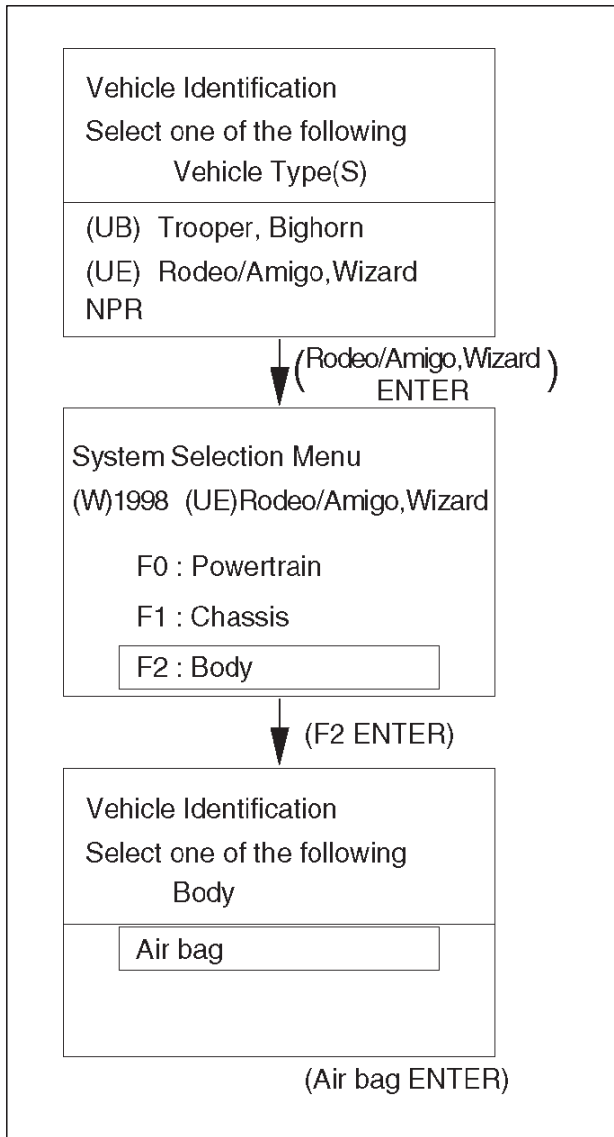 Vehicle Identification
Select one of the following
Vehicle Type(S)
(UB) Trooper, Bighorn
(UE) Rodeo/Amigo,Wizard
NPR
(Rodeo/Amigo,Wizard
ENTER)
System Selection Menu
(W)1998 (UE)Rodeo/Amigo,Wizard
F0 : Powertrain
F1 : Chassis
F2 : Body
(F2 ENTER)
Vehicle Identification
Select one of the following
Body
Air bag
(Air bag ENTER)